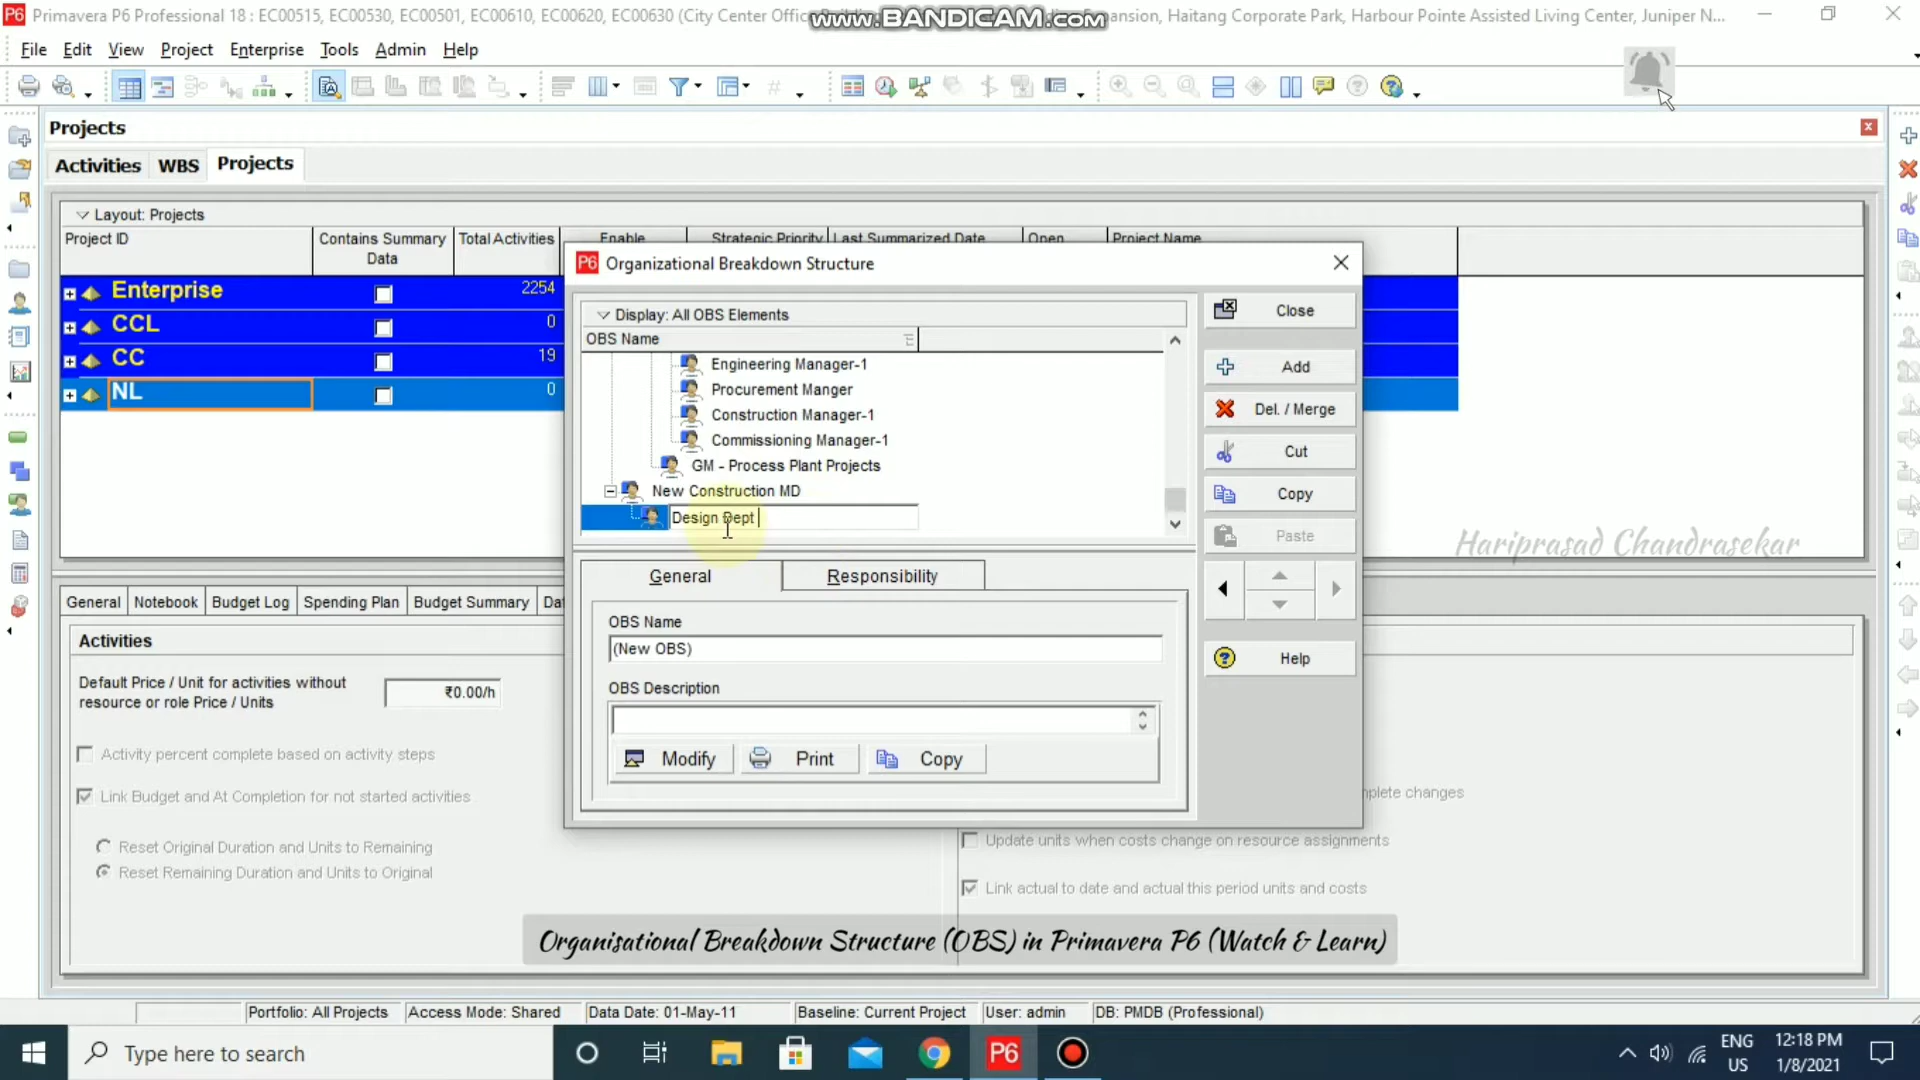 Primavera P6 Professional 18 : EC00515, EC00530, EC00501, EC00610, EC00620, EC00630 (City Center Offic
www.BANDICAM.com
xpansion, Haitang Corporate Park, Harbour Pointe Assisted Living Center, Juniper N...
File Edit View Project Enterprise Tools Admin Help
Projects
Activities WBS Projects
Layout: Projects
Project ID Contains Summary Data Total Activities Enable Strategic Priority Last Summarized Date Open Project Name
Enterprise 2254
CCL 0
CC 19
NL 0
P6 Organizational Breakdown Structure
Display: All OBS Elements
OBS Name
Engineering Manager-1
Procurement Manger
Construction Manager-1
Commissioning Manager-1
GM - Process Plant Projects
New Construction MD
Design Dept
Close
Add
Del. / Merge
Cut
Copy
Paste
Help
General Responsibility
OBS Name
(New OBS)
OBS Description
Modify Print Copy
Hariprasad Chandrasekar
General Notebook Budget Log Spending Plan Budget Summary Dat
Activities
Default Price / Unit for activities without resource or role Price / Units
₹0.00/h
Activity percent complete based on activity steps
Link Budget and At Completion for not started activities
Reset Original Duration and Units to Remaining
Reset Remaining Duration and Units to Original
mplete changes
Update units when costs change on resource assignments
Link actual to date and actual this period units and costs
Organisational Breakdown Structure (OBS) in Primavera P6 (Watch & Learn)
Portfolio: All Projects Access Mode: Shared Data Date: 01-May-11 Baseline: Current Project User: admin DB: PMDB (Professional)
Type here to search
P6
ENG
US
12:18 PM
1/8/2021